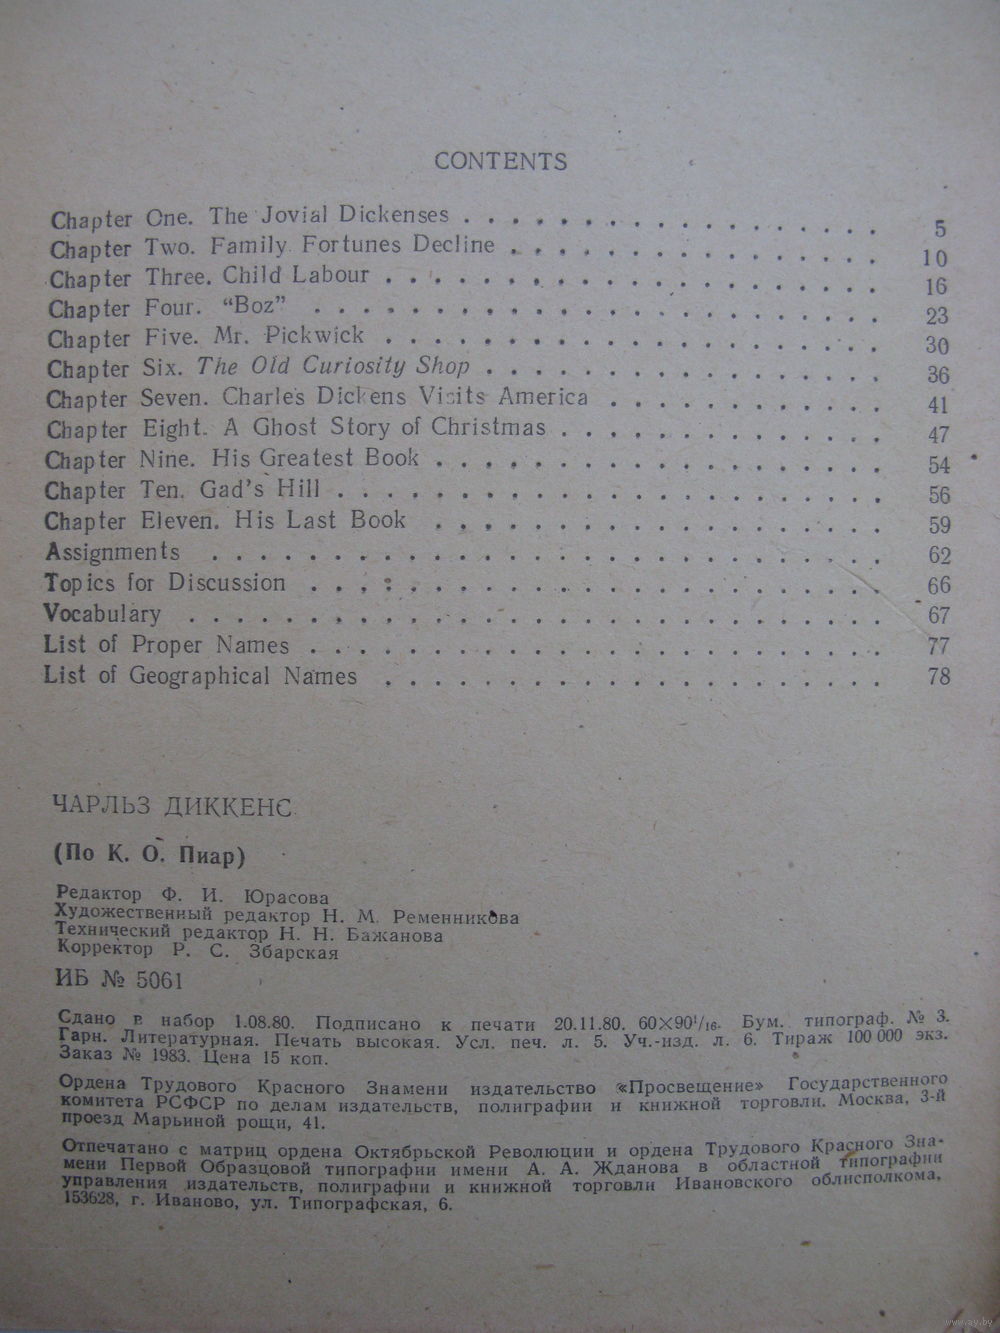 CONTENTS
Chapter One. The Jovial Dickenses . . . . . . . . . . . . . . . . . 5
Chapter Two. Family Fortunes Decline . . . . . . . . . . . . . . . 10
Chapter Three. Child Labour . . . . . . . . . . . . . . . . . . . . 16
Chapter Four. “Boz” . . . . . . . . . . . . . . . . . . . . . . . 23
Chapter Five. Mr. Pickwick . . . . . . . . . . . . . . . . . . . . 30
Chapter Six. The Old Curiosity Shop . . . . . . . . . . . . . . . . 36
Chapter Seven. Charles Dickens Visits America . . . . . . . . . . . 41
Chapter Eight. A Ghost Story of Christmas . . . . . . . . . . . . . 47
Chapter Nine. His Greatest Book . . . . . . . . . . . . . . . . . . 54
Chapter Ten. Gad's Hill . . . . . . . . . . . . . . . . . . . . . . 56
Chapter Eleven. His Last Book . . . . . . . . . . . . . . . . . . . 59
Assignments . . . . . . . . . . . . . . . . . . . . . . . . . . . 62
Topics for Discussion . . . . . . . . . . . . . . . . . . . . . . . 66
Vocabulary . . . . . . . . . . . . . . . . . . . . . . . . . . . . 67
List of Proper Names . . . . . . . . . . . . . . . . . . . . . . . 77
List of Geographical Names . . . . . . . . . . . . . . . . . . . . 78
ЧАРЛЬЗ ДИККЕНС
(По К. О. Пиар)
Редактор Ф. И. Юрасова
Художественный редактор Н. М. Ременникова
Технический редактор Н. Н. Бажанова
Корректор Р. С. Збарская
ИБ № 5061
Сдано в набор 1.08.80. Подписано к печати 20.11.80. 60×90¹/₁₆. Бум. типограф. № 3.
Гарн. Литературная. Печать высокая. Усл. печ. л. 5. Уч.-изд. л. 6. Тираж 100 000 экз.
Заказ № 1983. Цена 15 коп.
Ордена Трудового Красного Знамени издательство «Просвещение» Государственного
комитета РСФСР по делам издательств, полиграфии и книжной торговли. Москва, 3-й
проезд Марьиной рощи, 41.
Отпечатано с матриц ордена Октябрьской Революции и ордена Трудового Красного Зна-
мени Первой Образцовой типографии имени А. А. Жданова в областной типографии
управления издательств, полиграфии и книжной торговли Ивановского облисполкома,
153628, г. Иваново, ул. Типографская, 6.
www.ay.by